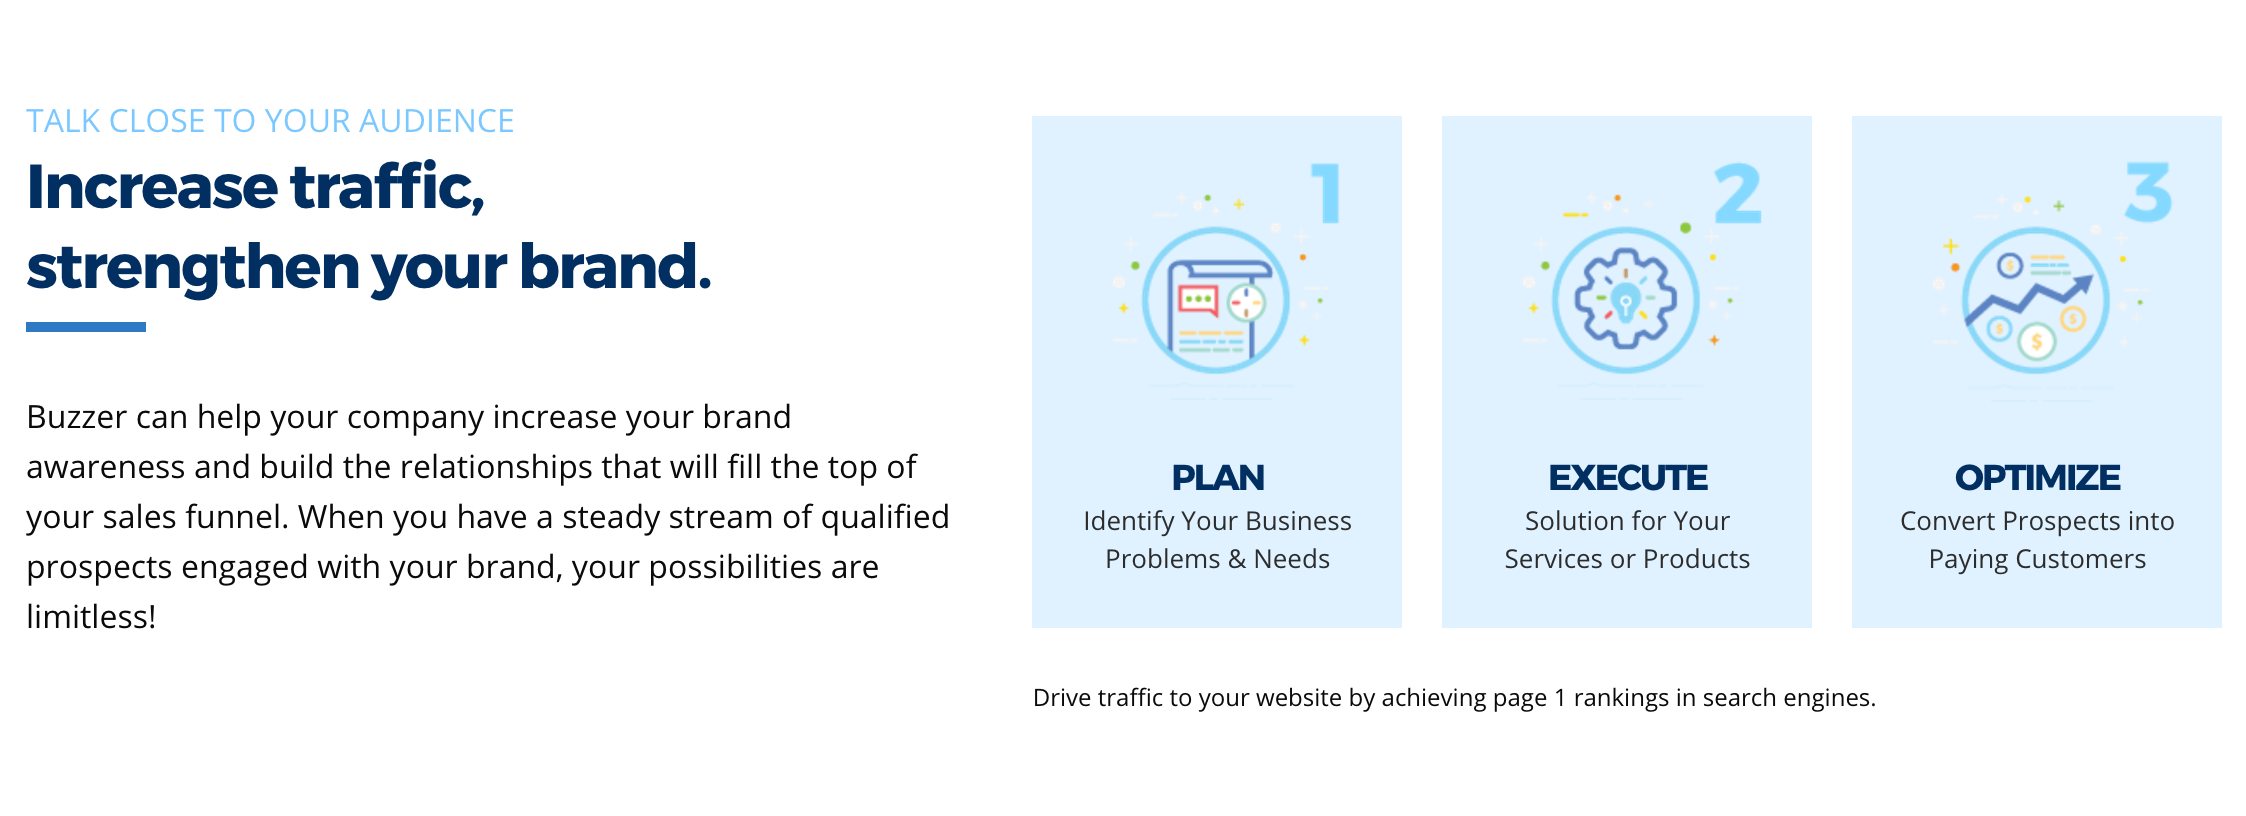 TALK CLOSE TO YOUR AUDIENCE
Increase traffic,
strengthen your brand.
Buzzer can help your company increase your brand
awareness and build the relationships that will fill the top of
your sales funnel. When you have a steady stream of qualified
prospects engaged with your brand, your possibilities are
limitless!
1
PLAN
Identify Your Business
Problems & Needs
2
EXECUTE
Solution for Your
Services or Products
3
$
$
$
$
OPTIMIZE
Convert Prospects into
Paying Customers
Drive traffic to your website by achieving page 1 rankings in search engines.